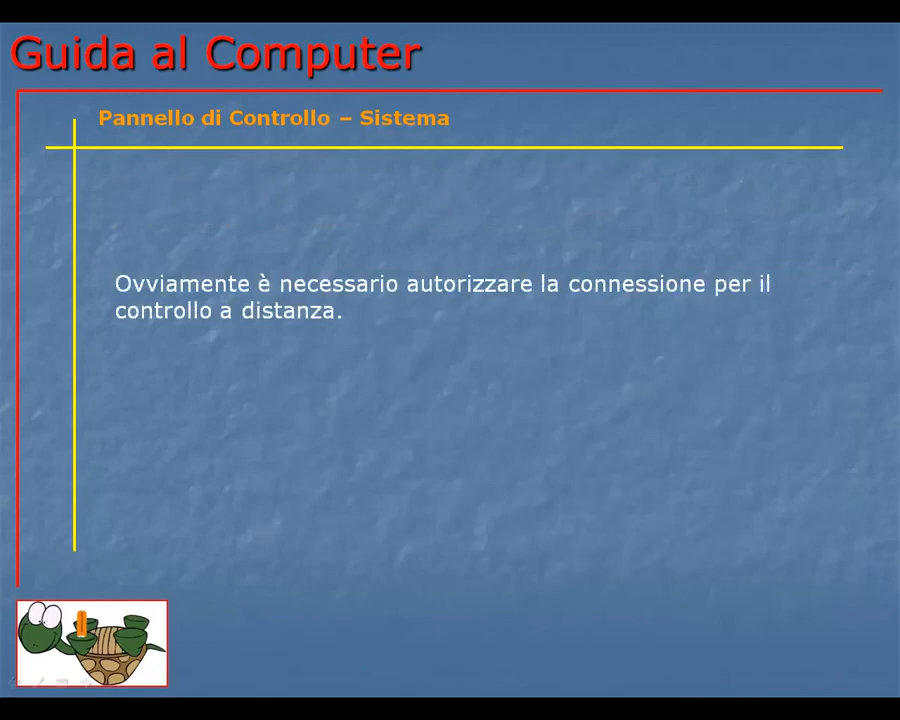 Guida al Computer
Pannello di Controllo – Sistema
Ovviamente è necessario autorizzare la connessione per il
controllo a distanza.